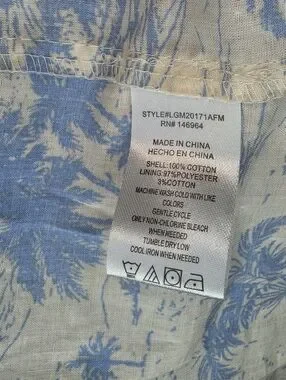 STYLE#LGM20171AFM
RN# 146964
MADE IN CHINA
HECHO EN CHINA
SHELL:100% COTTON
LINING:97%POLYESTER
3%COTTON
MACHINE WASH COLD WITH LIKE
COLORS
GENTLE CYCLE
ONLY NON-CHLORINE BLEACH
WHEN NEEDED
TUMBLE DRY LOW
COOL IRON WHEN NEEDED